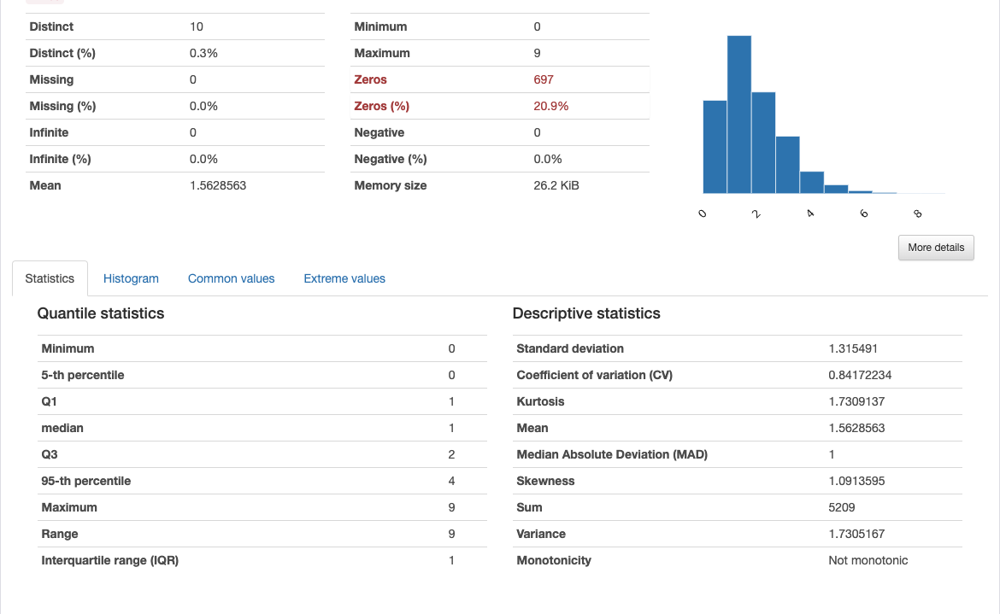 Distinct 10
Distinct (%) 0.3%
Missing 0
Missing (%) 0.0%
Infinite 0
Infinite (%) 0.0%
Mean 1.5628563
Minimum 0
Maximum 9
Zeros 697
Zeros (%) 20.9%
Negative 0
Negative (%) 0.0%
Memory size 26.2 KiB
0 2 4 6 8
More details
Statistics Histogram Common values Extreme values
Quantile statistics
Minimum 0
5-th percentile 0
Q1 1
median 1
Q3 2
95-th percentile 4
Maximum 9
Range 9
Interquartile range (IQR) 1
Descriptive statistics
Standard deviation 1.315491
Coefficient of variation (CV) 0.84172234
Kurtosis 1.7309137
Mean 1.5628563
Median Absolute Deviation (MAD) 1
Skewness 1.0913595
Sum 5209
Variance 1.7305167
Monotonicity Not monotonic